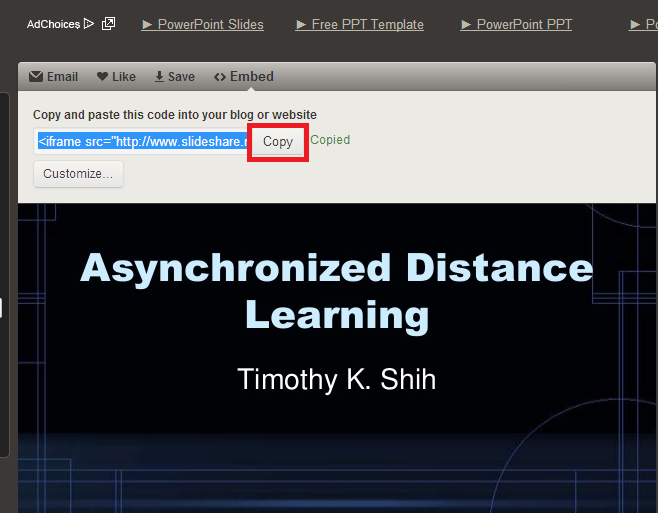 AdChoices ► PowerPoint Slides ► Free PPT Template ► PowerPoint PPT ►
Email Like Save <> Embed
Copy and paste this code into your blog or website
<iframe src="http://www.slideshare. Copy Copied
Customize...
Asynchronized Distance
Learning
Timothy K. Shih